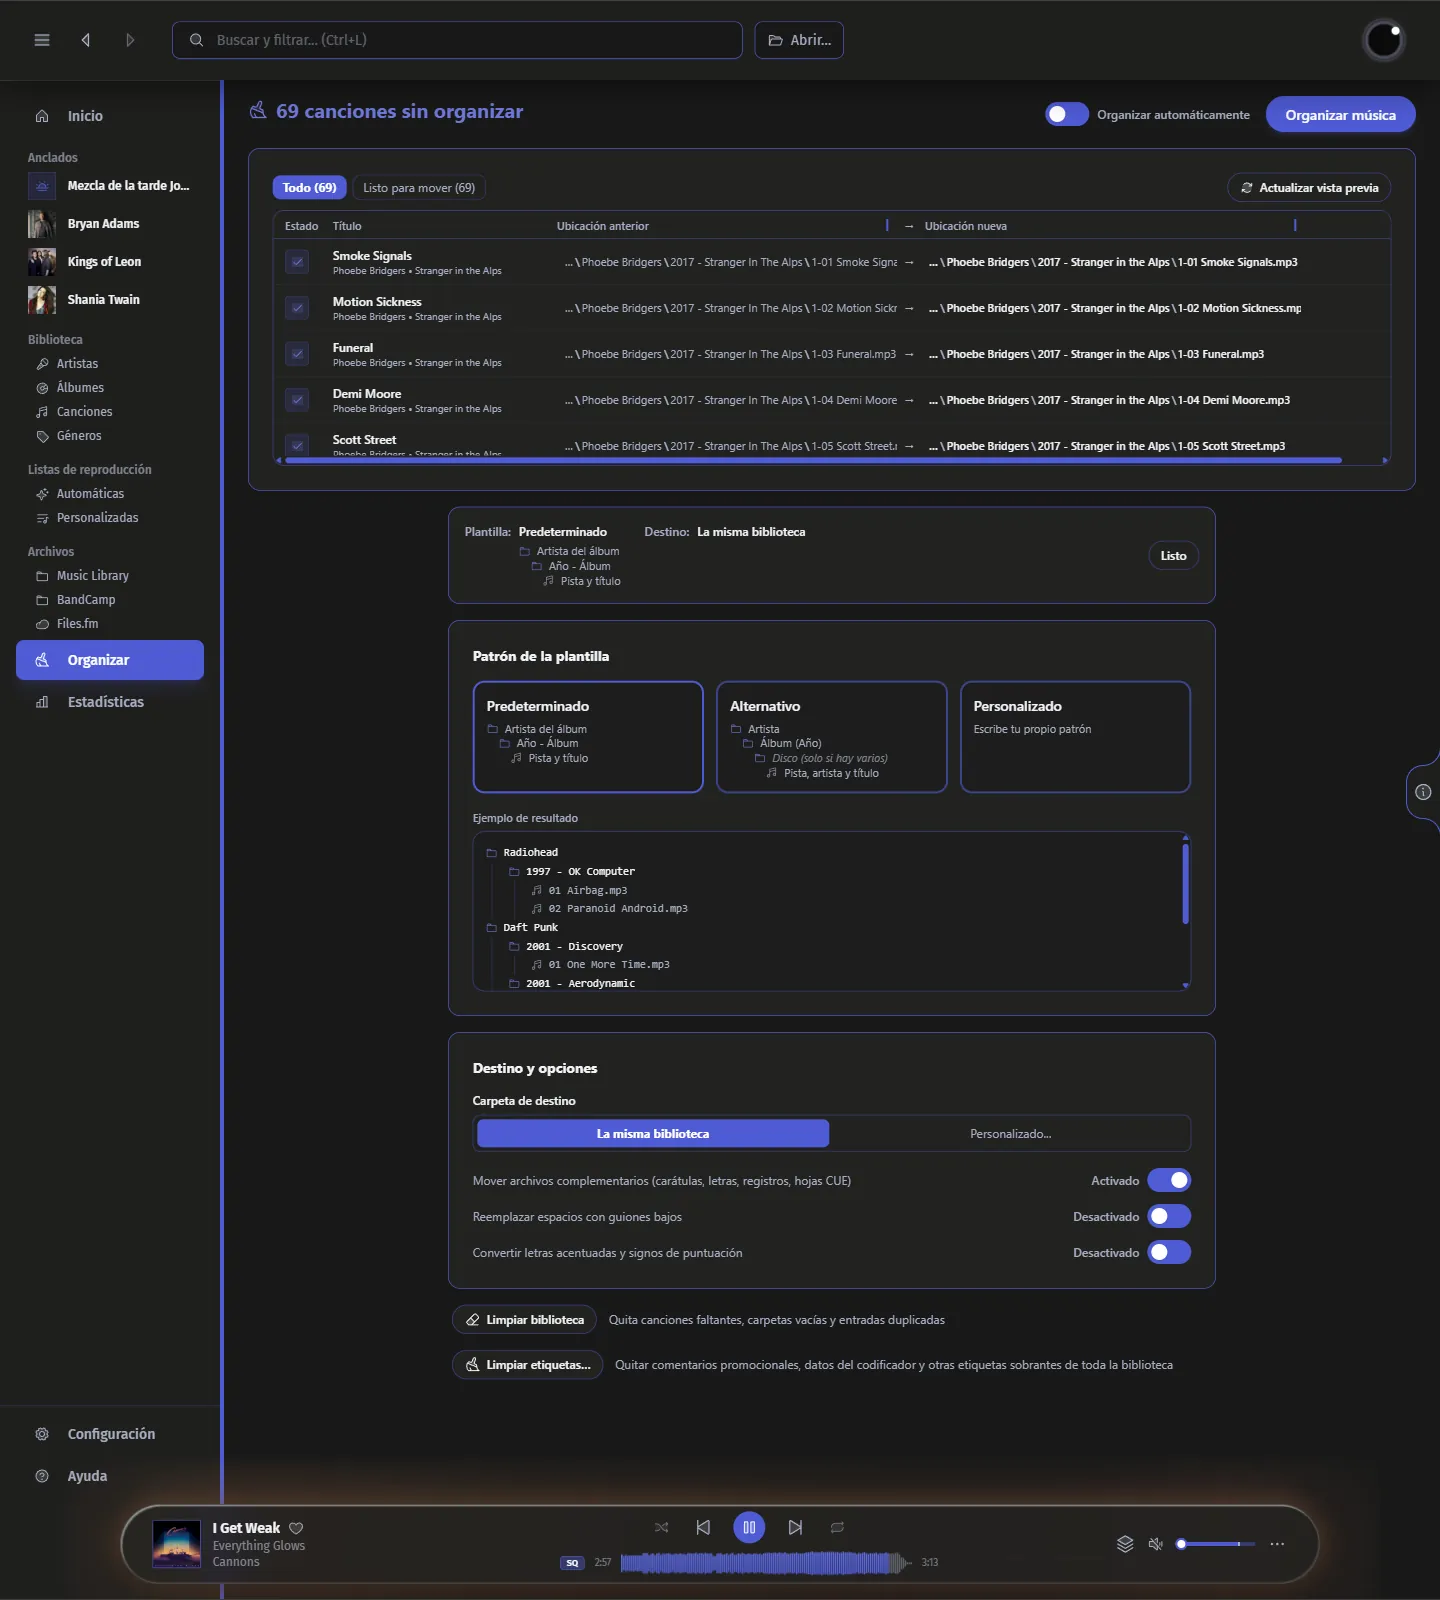 Buscar y filtrar... (Ctrl+L)
Abrir...
Inicio
Anclados
Mezcla de la tarde Jo...
Bryan Adams
Kings of Leon
Shania Twain
Biblioteca
Artistas
Álbumes
Canciones
Géneros
Listas de reproducción
Automáticas
Personalizadas
Archivos
Music Library
BandCamp
Files.fm
Organizar
Estadísticas
Configuración
Ayuda
69 canciones sin organizar
Organizar automáticamente
Organizar música
Todo (69)
Listo para mover (69)
Actualizar vista previa
Estado Título Ubicación anterior → Ubicación nueva
Smoke Signals
Phoebe Bridgers • Stranger in the Alps
...\Phoebe Bridgers\2017 - Stranger In The Alps\1-01 Smoke Signa → ...\Phoebe Bridgers\2017 - Stranger in the Alps\1-01 Smoke Signals.mp3
Motion Sickness
Phoebe Bridgers • Stranger in the Alps
...\Phoebe Bridgers\2017 - Stranger In The Alps\1-02 Motion Sickr → ...\Phoebe Bridgers\2017 - Stranger in the Alps\1-02 Motion Sickness.mp
Funeral
Phoebe Bridgers • Stranger in the Alps
...\Phoebe Bridgers\2017 - Stranger In The Alps\1-03 Funeral.mp3 → ...\Phoebe Bridgers\2017 - Stranger in the Alps\1-03 Funeral.mp3
Demi Moore
Phoebe Bridgers • Stranger in the Alps
...\Phoebe Bridgers\2017 - Stranger In The Alps\1-04 Demi Moore → ...\Phoebe Bridgers\2017 - Stranger in the Alps\1-04 Demi Moore.mp3
Scott Street
Phoebe Bridgers • Stranger in the Alps
...\Phoebe Bridgers\2017 - Stranger In The Alps\1-05 Scott Street.r → ...\Phoebe Bridgers\2017 - Stranger in the Alps\1-05 Scott Street.mp3
Plantilla: Predeterminado Destino: La misma biblioteca
Artista del álbum
Año - Álbum
Pista y título
Listo
Patrón de la plantilla
Predeterminado
Artista del álbum
Año - Álbum
Pista y título
Alternativo
Artista
Álbum (Año)
Disco (solo si hay varios)
Pista, artista y título
Personalizado
Escribe tu propio patrón
Ejemplo de resultado
Radiohead
1997 - OK Computer
01 Airbag.mp3
02 Paranoid Android.mp3
Daft Punk
2001 - Discovery
01 One More Time.mp3
2001 - Aerodynamic
Destino y opciones
Carpeta de destino
La misma biblioteca
Personalizado...
Mover archivos complementarios (carátulas, letras, registros, hojas CUE) Activado
Reemplazar espacios con guiones bajos Desactivado
Convertir letras acentuadas y signos de puntuación Desactivado
Limpiar biblioteca Quita canciones faltantes, carpetas vacías y entradas duplicadas
Limpiar etiquetas... Quitar comentarios promocionales, datos del codificador y otras etiquetas sobrantes de toda la biblioteca
I Get Weak
Everything Glows
Cannons
SQ 2:57 3:13